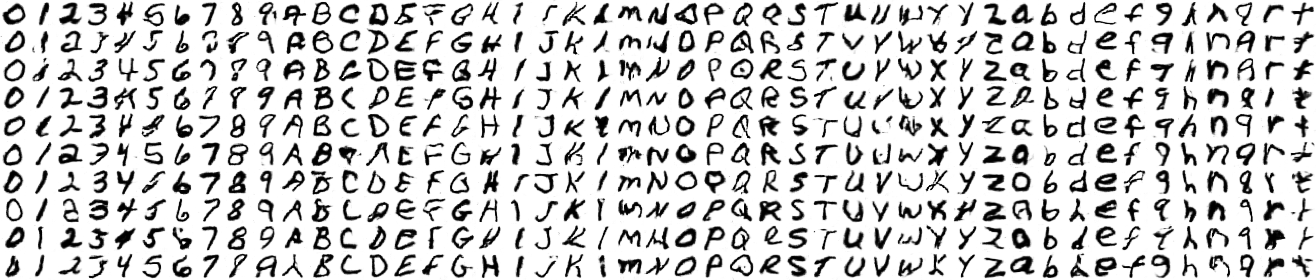 0 1 2 3 4 5 6 7 8 9 A B C D E F G H I J K L m N O P Q R S T U V W X Y Z a b d e f g h n q r t
0 1 2 3 4 5 6 7 8 9 A B C D E F G H I J K l m N O P Q R S T U V W X Y Z a b d e f g h n q r t
0 1 2 3 4 5 6 7 8 9 A B C D E F G H I J K l m N O P Q R S T U V W X Y Z a b d e f g h n q r t
0 1 2 3 4 5 6 7 8 9 A B C D E F G H I J K l m N O P Q R S T U V W X Y Z a b d e f g h n q r t
0 1 2 3 4 5 6 7 8 9 A B C D E F G H I J K l m N O P Q R S T U V W X Y Z a b d e f g h n q r t
0 1 2 3 4 5 6 7 8 9 A B C D E F G H I J K l m N O P Q R S T U V W X Y Z a b d e f g h n q r t
0 1 2 3 4 5 6 7 8 9 A B C D E F G H I J K l m N O P Q R S T U V W X Y Z a b d e f g h n q r t
0 1 2 3 4 5 6 7 8 9 A B C D E F G H I J K l m N O P Q R S T U V W X Y Z a b d e f g h n q r t
0 1 2 3 4 5 6 7 8 9 A B C D E F G H I J K L M N O P Q R S T U V W X Y Z a b d e f g h n q r t
0 1 2 3 4 5 6 7 8 9 A B C D E F G H I J K L m N O P Q R S T U V W X Y Z a b d e f g h n q r t